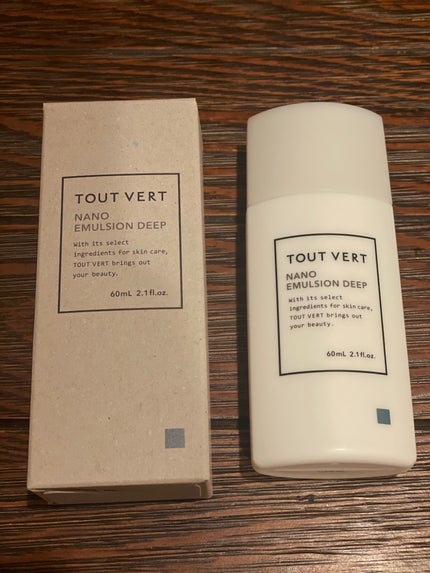 TOUT VERT
NANO
EMULSION DEEP
With its select
ingredients for skin care,
TOUT VERT brings out
your beauty.
60mL 2.1fl.oz.
TOUT VERT
NANO
EMULSION DEEP
With its select
ingredients for skin care,
TOUT VERT brings out
your beauty.
60mL 2.1fl.oz.